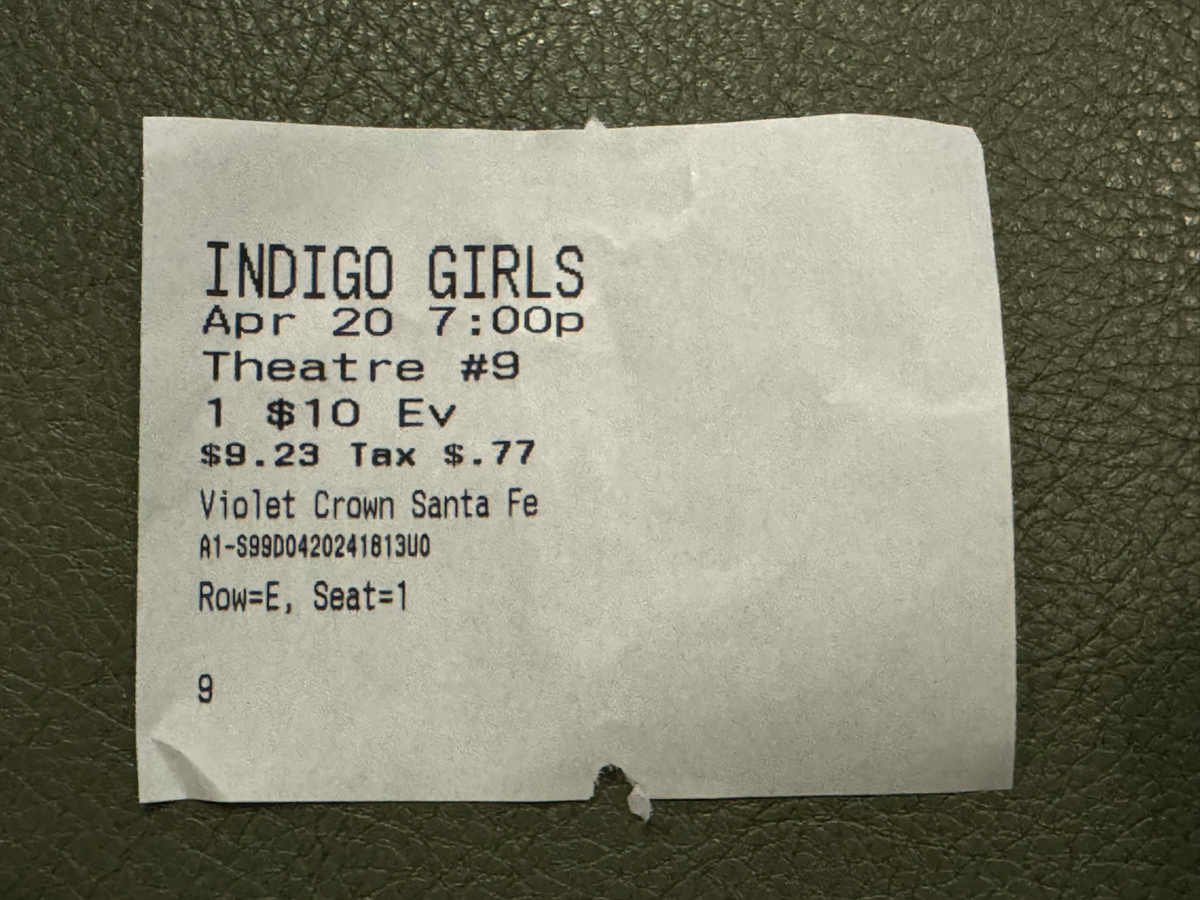 INDIGO GIRLS
Apr 20 7:00p
Theatre #9
1 $10 Ev
$9.23 Tax $.77
Violet Crown Santa Fe
A1-S99D0420241813U0
Row=E, Seat=1
9